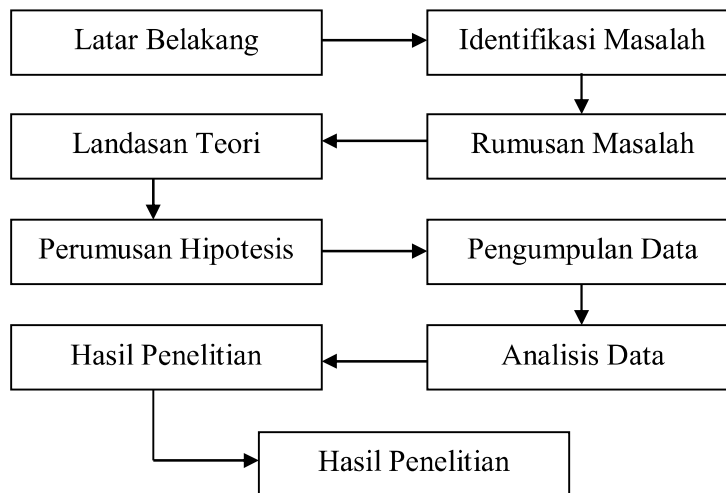 Latar Belakang
Identifikasi Masalah
Landasan Teori
Rumusan Masalah
Perumusan Hipotesis
Pengumpulan Data
Hasil Penelitian
Analisis Data
Hasil Penelitian